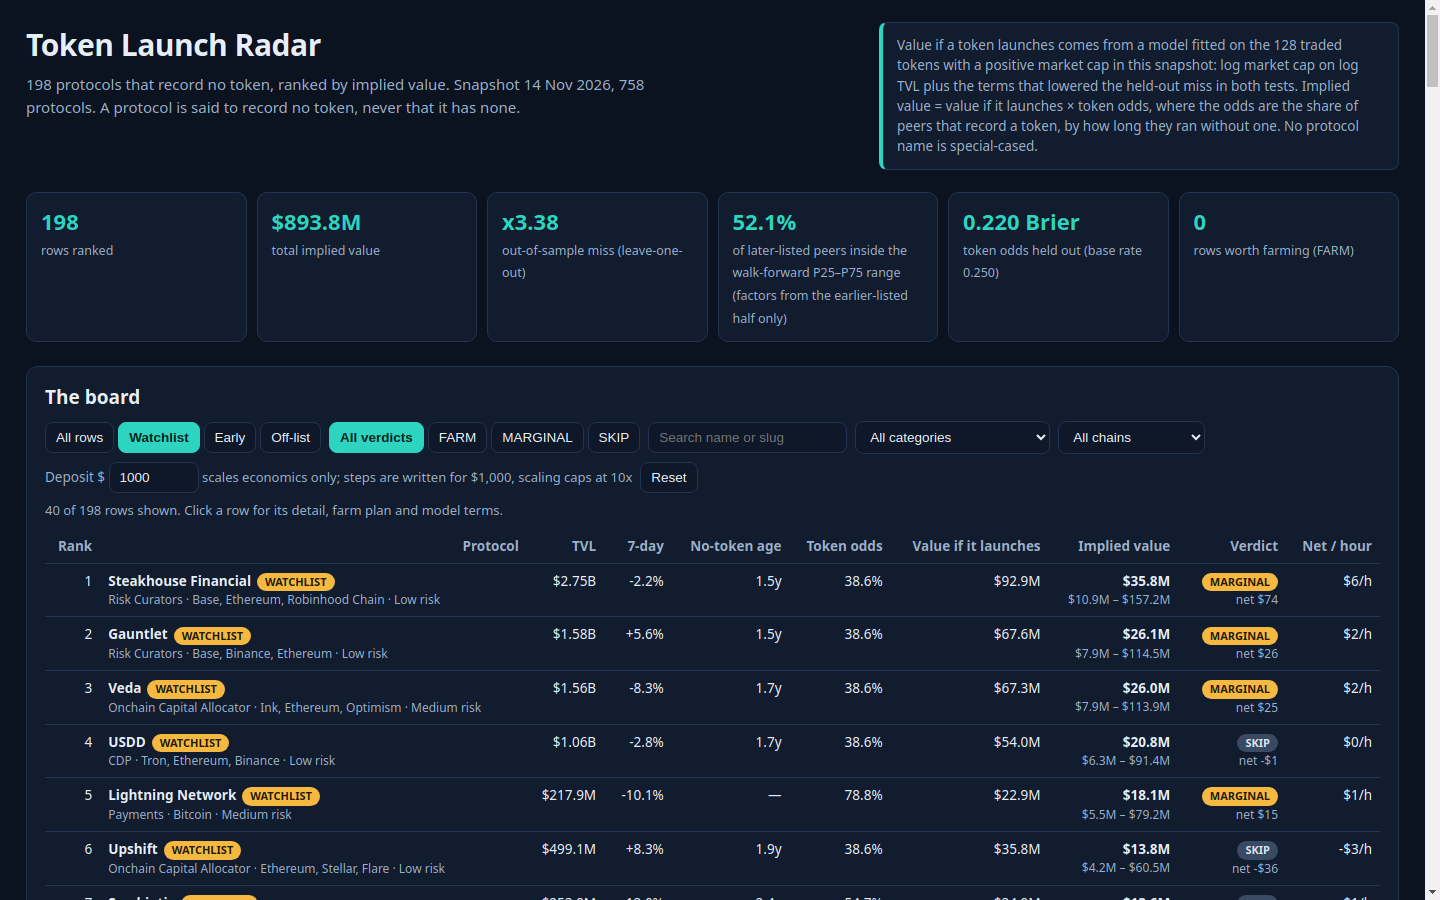 Token Launch Radar
198 protocols that record no token, ranked by implied value. Snapshot 14 Nov 2026, 758
protocols. A protocol is said to record no token, never that it has none.
Value if a token launches comes from a model fitted on the 128 traded
tokens with a positive market cap in this snapshot: log market cap on log
TVL plus the terms that lowered the held-out miss in both tests. Implied
value = value if it launches × token odds, where the odds are the share of
peers that record a token, by how long they ran without one. No protocol
name is special-cased.
198
rows ranked
$893.8M
total implied value
x3.38
out-of-sample miss (leave-one-
out)
52.1%
of later-listed peers inside the
walk-forward P25–P75 range
(factors from the earlier-listed
half only)
0.220 Brier
token odds held out (base rate
0.250)
0
rows worth farming (FARM)
The board
All rows Watchlist Early Off-list All verdicts FARM MARGINAL SKIP Search name or slug All categories All chains
Deposit $ 1000 scales economics only; steps are written for $1,000, scaling caps at 10x Reset
40 of 198 rows shown. Click a row for its detail, farm plan and model terms.
Rank Protocol TVL 7-day No-token age Token odds Value if it launches Implied value Verdict Net / hour
1 Steakhouse Financial WATCHLIST $2.75B -2.2% 1.5y 38.6% $92.9M $35.8M MARGINAL $6/h
Risk Curators · Base, Ethereum, Robinhood Chain · Low risk $10.9M – $157.2M net $74
2 Gauntlet WATCHLIST $1.58B +5.6% 1.5y 38.6% $67.6M $26.1M MARGINAL $2/h
Risk Curators · Base, Binance, Ethereum · Low risk $7.9M – $114.5M net $26
3 Veda WATCHLIST $1.56B -8.3% 1.7y 38.6% $67.3M $26.0M MARGINAL $2/h
Onchain Capital Allocator · Ink, Ethereum, Optimism · Medium risk $7.9M – $113.9M net $25
4 USDD WATCHLIST $1.06B -2.8% 1.7y 38.6% $54.0M $20.8M SKIP $0/h
CDP · Tron, Ethereum, Binance · Low risk $6.3M – $91.4M net -$1
5 Lightning Network WATCHLIST $217.9M -10.1% — 78.8% $22.9M $18.1M MARGINAL $1/h
Payments · Bitcoin · Medium risk $5.5M – $79.2M net $15
6 Upshift WATCHLIST $499.1M +8.3% 1.9y 38.6% $35.8M $13.8M SKIP -$3/h
Onchain Capital Allocator · Ethereum, Stellar, Flare · Low risk $4.2M – $60.5M net -$36